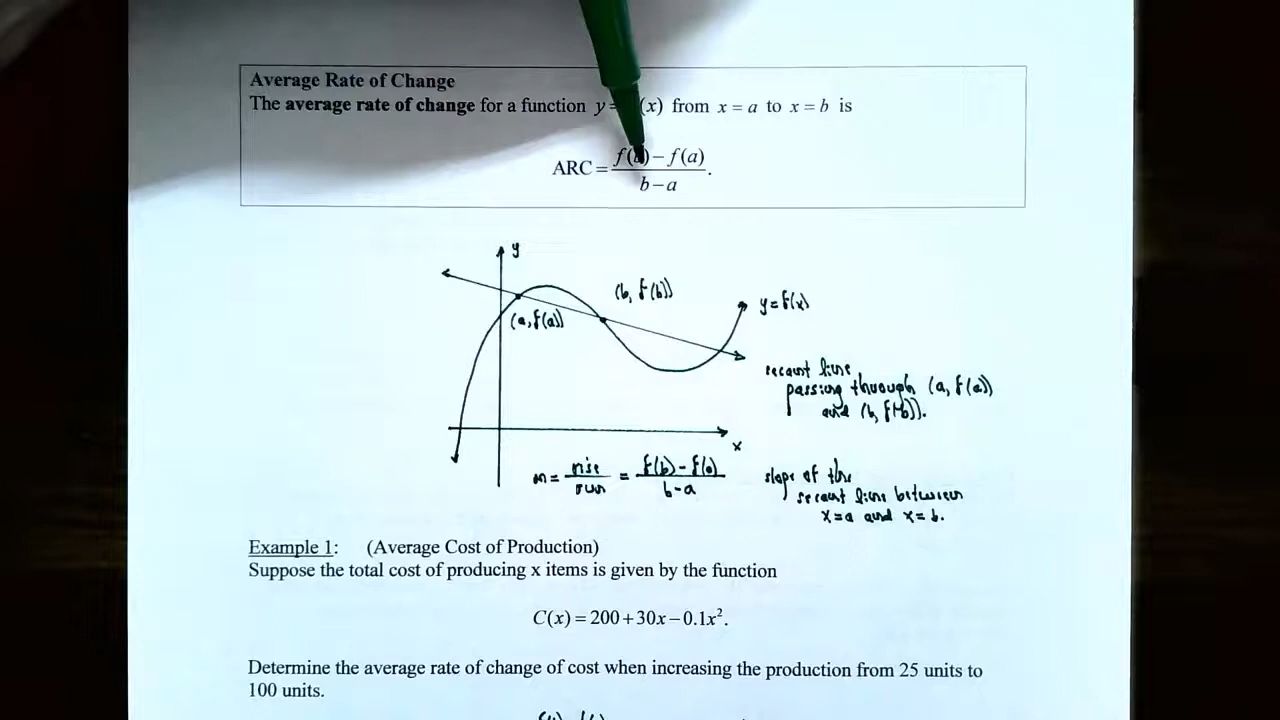 Average Rate of Change
The average rate of change for a function y = (x) from x = a to x = b is
ARC = f( ) − f(a) / b − a .
y
(b, f(b))
y = f(x)
(a, f(a))
secant line
passing through (a, f(a))
and (b, f(b)).
x
m = rise / run = f(b) − f(a) / b − a
slope of the
secant line between
x = a and x = b.
Example 1: (Average Cost of Production)
Suppose the total cost of producing x items is given by the function
C(x) = 200 + 30x − 0.1x².
Determine the average rate of change of cost when increasing the production from 25 units to
100 units.